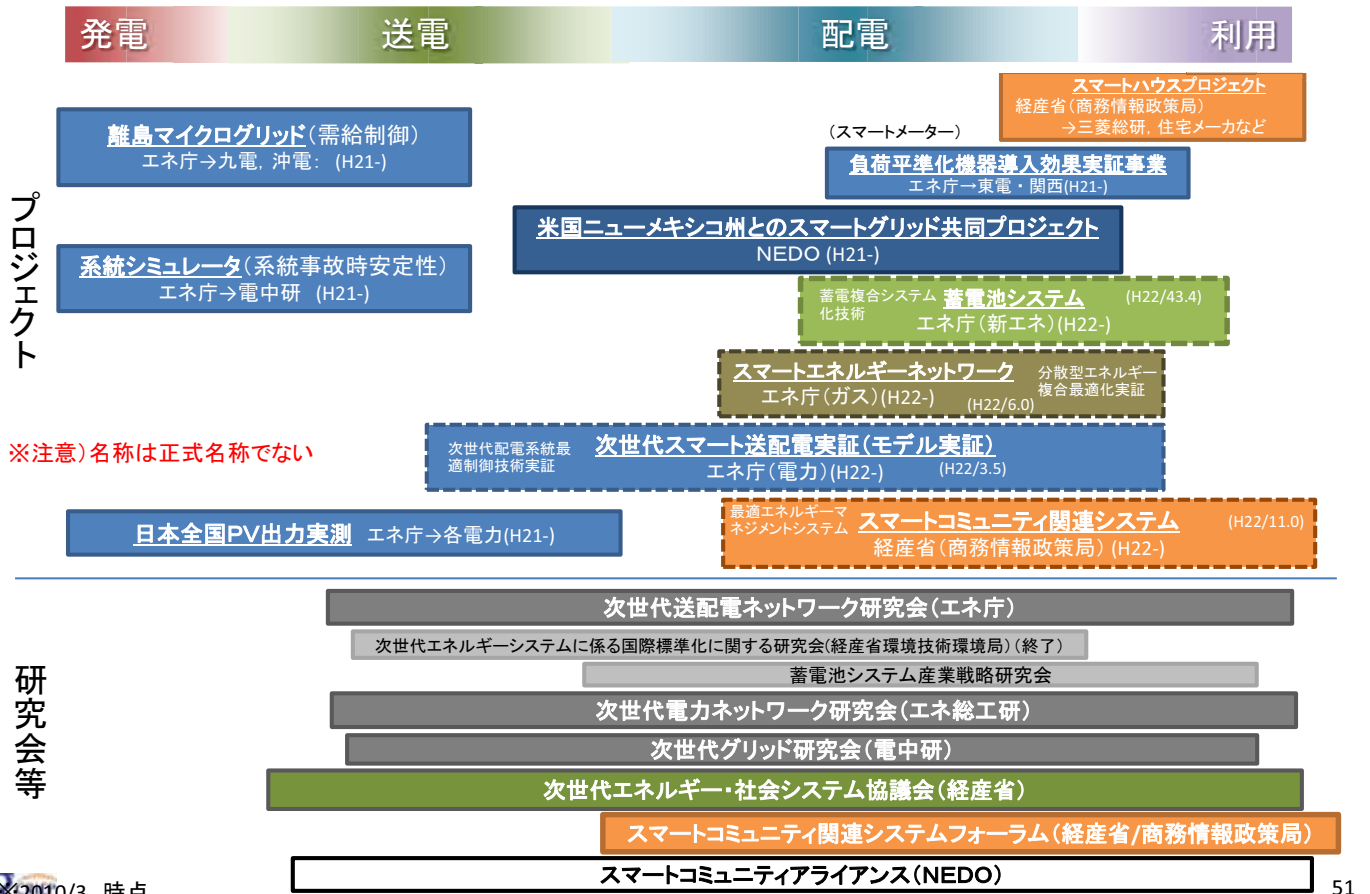 発電
送電
配電
利用
プロジェクト
離島マイクログリッド(需給制御)
エネ庁→九電, 沖電: (H21-)
スマートハウスプロジェクト
経産省(商務情報政策局)
→三菱総研, 住宅メーカなど
(スマートメーター)
負荷平準化機器導入効果実証事業
エネ庁→東電・関西(H21-)
米国ニューメキシコ州とのスマートグリッド共同プロジェクト
NEDO (H21-)
系統シミュレータ(系統事故時安定性)
エネ庁→電中研 (H21-)
蓄電複合システム
化技術
蓄電池システム
(H22/43.4)
エネ庁(新エネ)(H22-)
スマートエネルギーネットワーク
分散型エネルギー
複合最適化実証
エネ庁(ガス)(H22-)
(H22/6.0)
※注意)名称は正式名称でない
次世代配電系統最
適制御技術実証
次世代スマート送配電実証(モデル実証)
エネ庁(電力)(H22-)
(H22/3.5)
日本全国PV出力実測 エネ庁→各電力(H21-)
最適エネルギーマ
ネジメントシステム
スマートコミュニティ関連システム
(H22/11.0)
経産省(商務情報政策局)(H22-)
研究会等
次世代送配電ネットワーク研究会(エネ庁)
次世代エネルギーシステムに係る国際標準化に関する研究会(経産省環境技術環境局)(終了)
蓄電池システム産業戦略研究会
次世代電力ネットワーク研究会(エネ総工研)
次世代グリッド研究会(電中研)
次世代エネルギー・社会システム協議会(経産省)
スマートコミュニティ関連システムフォーラム(経産省/商務情報政策局)
スマートコミュニティアライアンス(NEDO)
※2010/3 時点
51